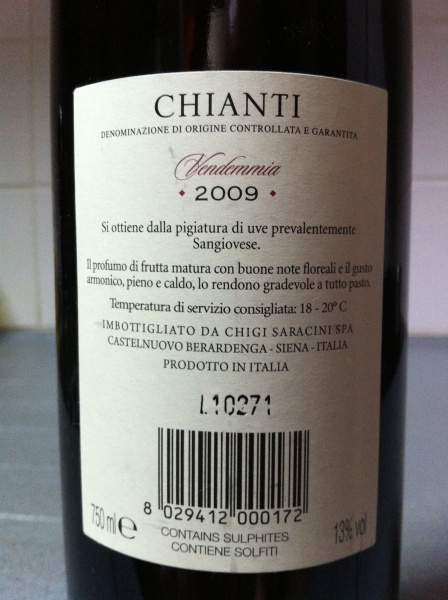 CHIANTI
DENOMINAZIONE DI ORIGINE CONTROLLATA E GARANTITA
Vendemmia
• 2009 •
Si ottiene dalla pigiatura di uve prevalentemente
Sangiovese.
Il profumo di frutta matura con buone note floreali e il gusto
armonico, pieno e caldo, lo rendono gradevole a tutto pasto.
Temperatura di servizio consigliata: 18 - 20° C
IMBOTTIGLIATO DA CHIGI SARACINI SPA
CASTELNUOVO BERARDENGA - SIENA - ITALIA
PRODOTTO IN ITALIA
L10271
8 029412 000172
750 ml e
13% vol
CONTAINS SULPHITES
CONTIENE SOLFITI